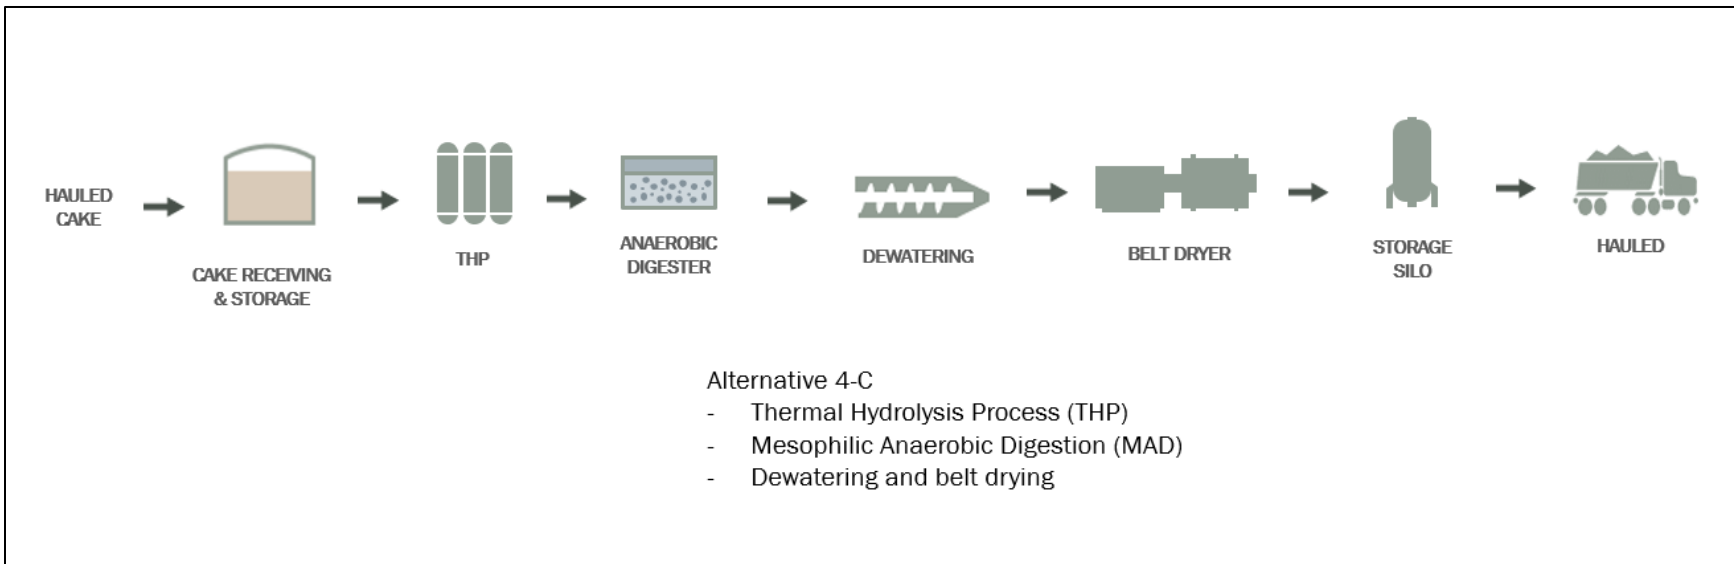 HAULED
CAKE
CAKE RECEIVING
& STORAGE
THP
ANAEROBIC
DIGESTER
DEWATERING
BELT DRYER
STORAGE
SILO
HAULED
Alternative 4-C
- Thermal Hydrolysis Process (THP)
- Mesophilic Anaerobic Digestion (MAD)
- Dewatering and belt drying